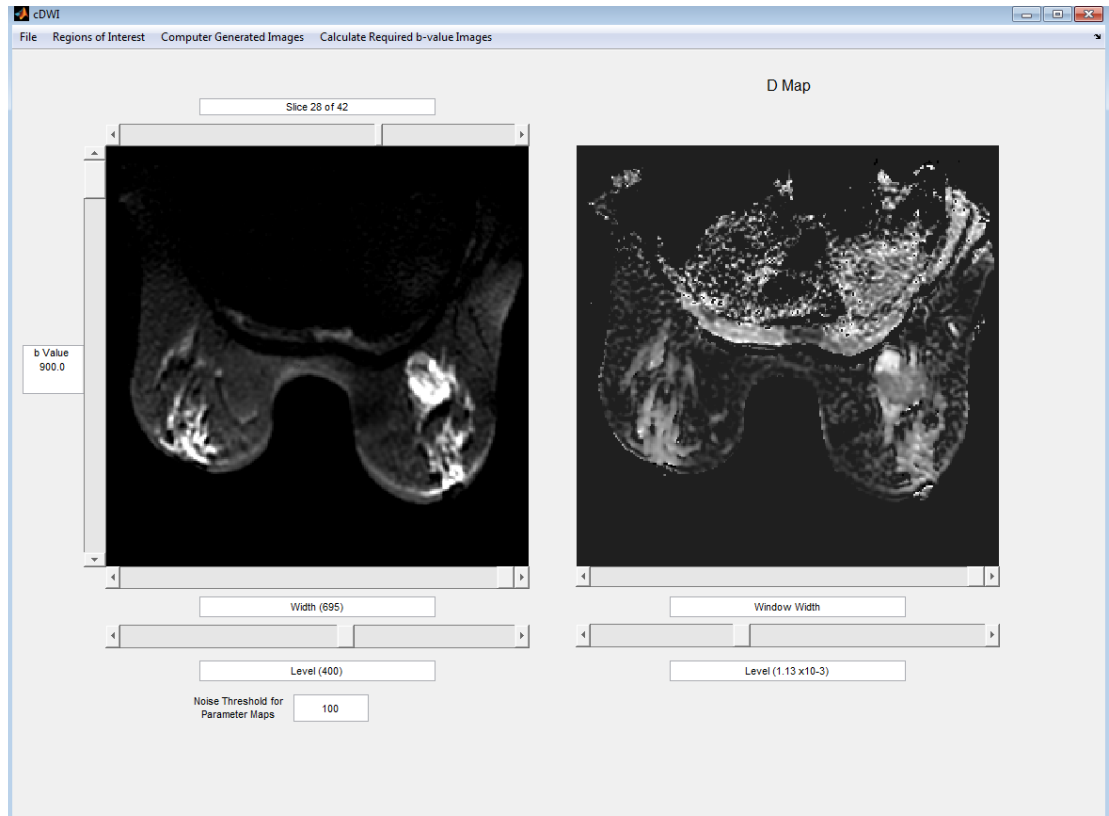 cDWI
File Regions of Interest Computer Generated Images Calculate Required b-value Images
D Map
Slice 28 of 42
b Value
900.0
Width (695)
Window Width
Level (400)
Level (1.13 x10-3)
Noise Threshold for
Parameter Maps
100